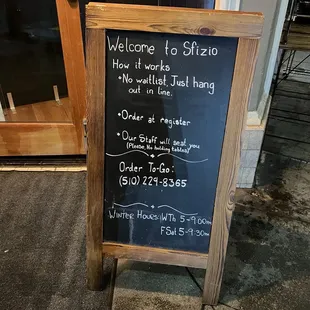 Welcome to Sfizio
How it works
• No waitlist. Just hang
out in line.
• Order at register
• Our Staff will seat you
(Please, No holding tables)
Order To-Go:
(510) 229-8365
Winter Hours: WTh 5-9:00
FSat 5-9:30